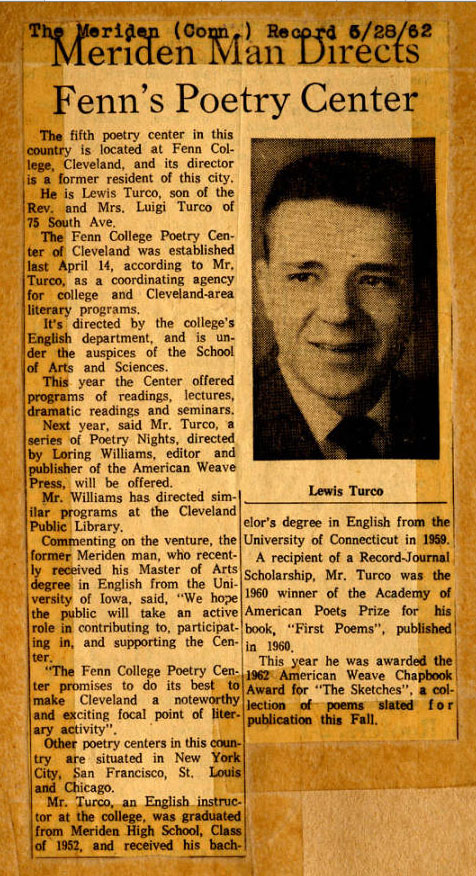 The Meriden (Conn.) Record 5/28/62
Meriden Man Directs
Fenn's Poetry Center
The fifth poetry center in this
country is located at Fenn Col-
lege, Cleveland, and its director
is a former resident of this city.
He is Lewis Turco, son of the
Rev. and Mrs. Luigi Turco of
75 South Ave.
The Fenn College Poetry Cen-
ter of Cleveland was established
last April 14, according to Mr.
Turco, as a coordinating agency
for college and Cleveland-area
literary programs.
It's directed by the college's
English department, and is un-
der the auspices of the School
of Arts and Sciences.
This year the Center offered
programs of readings, lectures,
dramatic readings and seminars.
Next year, said Mr. Turco, a
series of Poetry Nights, directed
by Loring Williams, editor and
publisher of the American Weave
Press, will be offered.
Mr. Williams has directed sim-
ilar programs at the Cleveland
Public Library.
Commenting on the venture, the
former Meriden man, who recent-
ly received his Master of Arts
degree in English from the Uni-
versity of Iowa, said, "We hope
the public will take an active
role in contributing to, participat-
ing in, and supporting the Cen-
ter.
"The Fenn College Poetry Cen-
ter promises to do its best to
make Cleveland a noteworthy
and exciting focal point of liter-
ary activity".
Other poetry centers in this coun-
try are situated in New York
City, San Francisco, St. Louis
and Chicago.
Mr. Turco, an English instruc-
tor at the college, was graduated
from Meriden High School, Class
of 1952, and received his bach-
Lewis Turco
elor's degree in English from the
University of Connecticut in 1959.
A recipient of a Record-Journal
Scholarship, Mr. Turco was the
1960 winner of the Academy of
American Poets Prize for his
book, "First Poems", published
in 1960.
This year he was awarded the
1962 American Weave Chapbook
Award for "The Sketches", a col-
lection of poems slated for
publication this Fall.